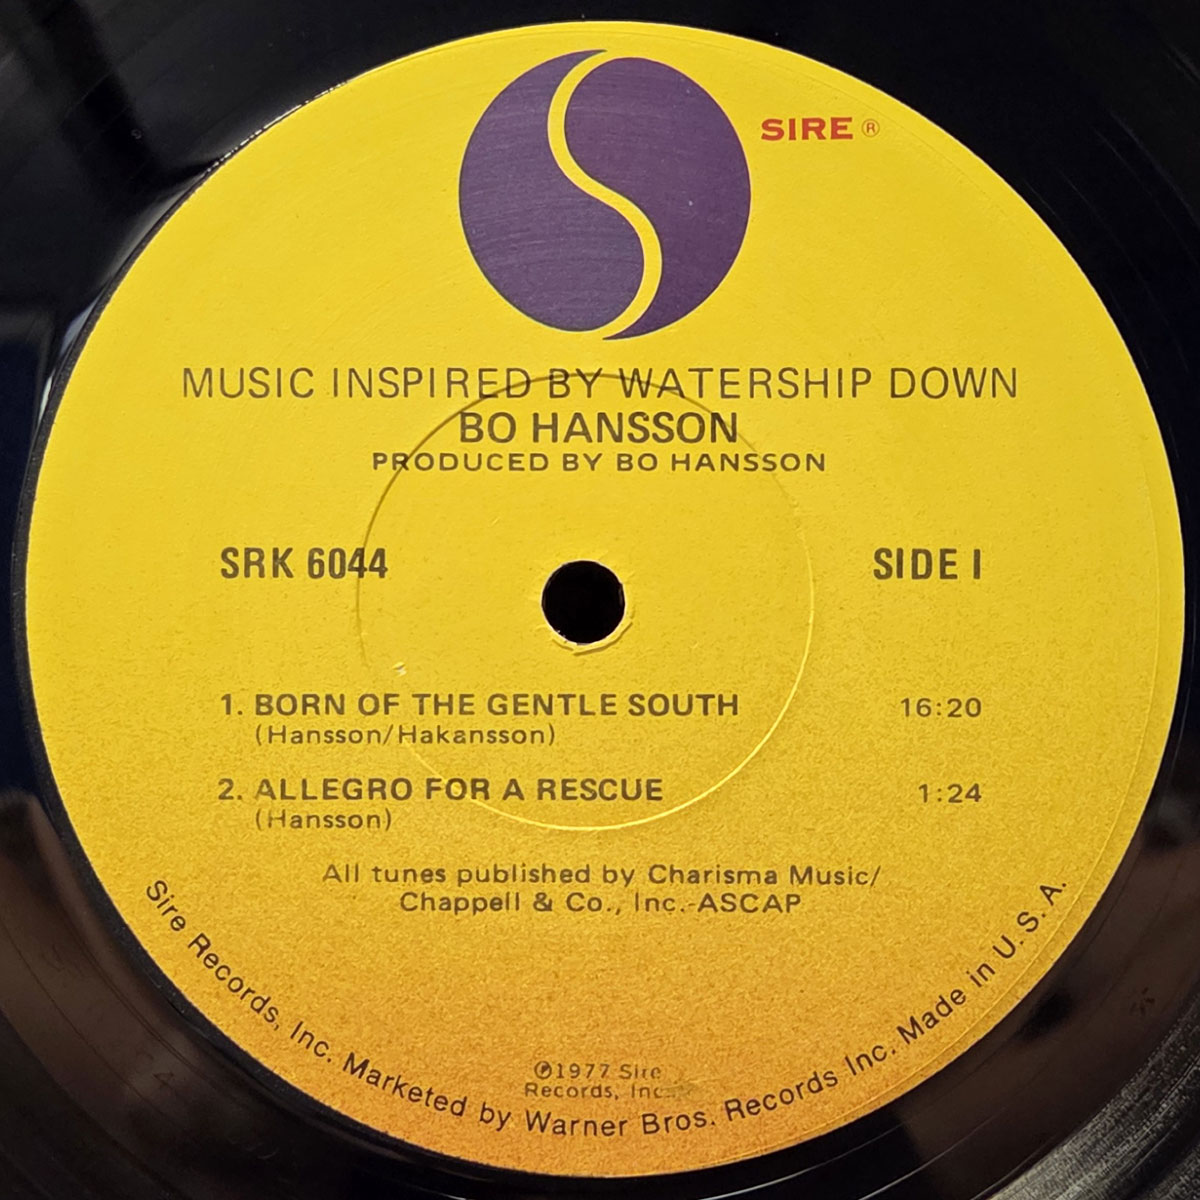 SIRE ®
MUSIC INSPIRED BY WATERSHIP DOWN
BO HANSSON
PRODUCED BY BO HANSSON
SRK 6044
SIDE I
1. BORN OF THE GENTLE SOUTH 16:20
(Hansson/Hakansson)
2. ALLEGRO FOR A RESCUE 1:24
(Hansson)
All tunes published by Charisma Music/
Chappell & Co., Inc.-ASCAP
℗1977 Sire
Records, Inc.
Sire Records, Inc. Marketed by Warner Bros. Records Inc. Made in U. S. A.